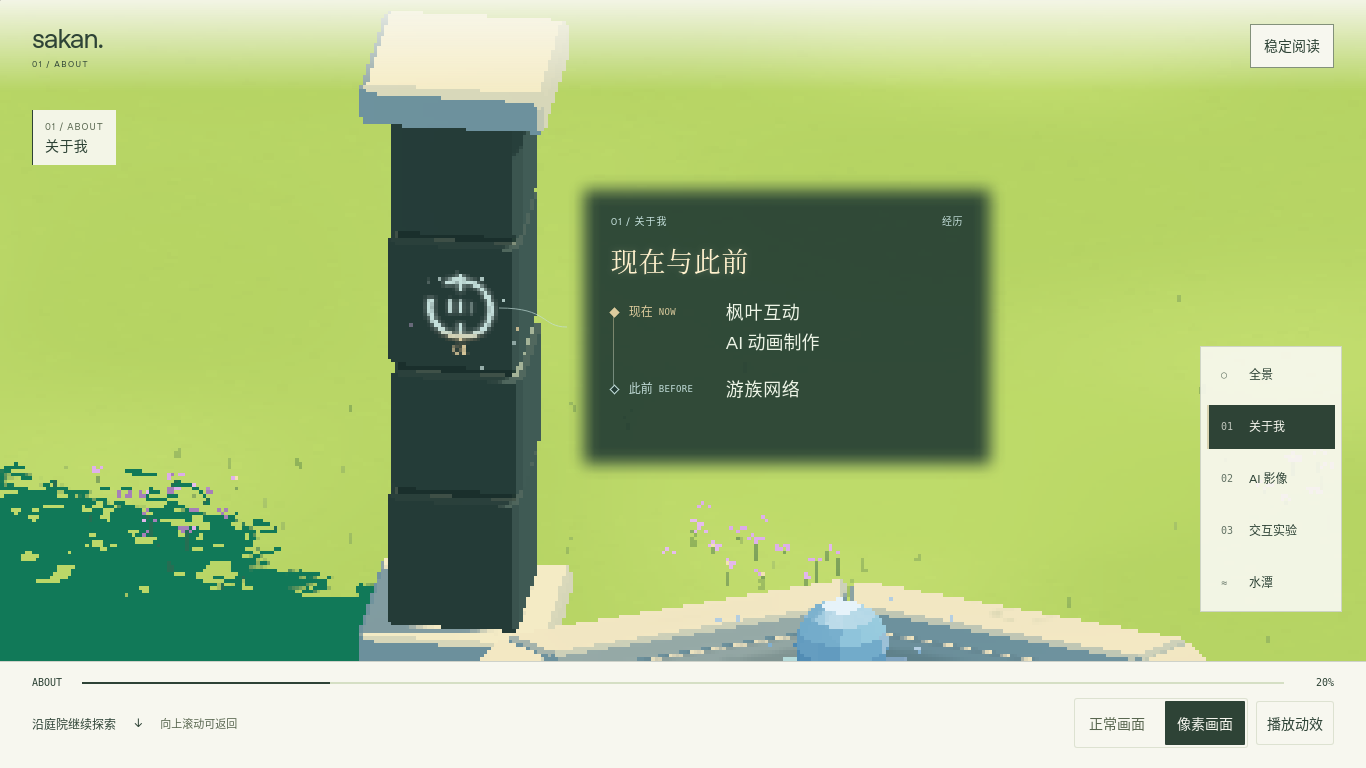 sakan.
01 / ABOUT
稳定阅读
01 / ABOUT
关于我
01 / 关于我
经历
现在与此前
现在 NOW
枫叶互动
AI 动画制作
此前 BEFORE
游族网络
全景
01 关于我
02 AI 影像
03 交互实验
≈ 水潭
ABOUT
20%
沿庭院继续探索 ↓ 向上滚动可返回
正常画面
像素画面
播放动效